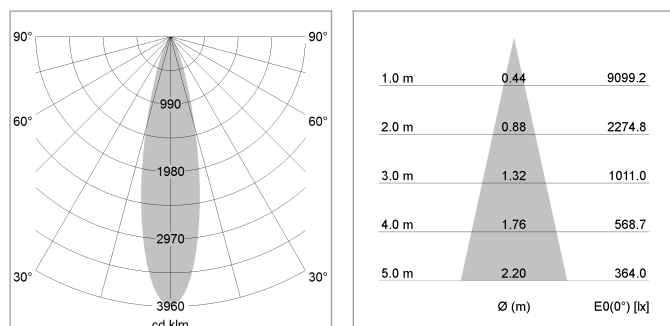 90° 90°
990
60° 60°
1980
2970
30° 30°
3960
cd klm
1.0 m 0.44 9099.2
2.0 m 0.88 2274.8
3.0 m 1.32 1011.0
4.0 m 1.76 568.7
5.0 m 2.20 364.0
Ø (m) E0(0°) [lx]